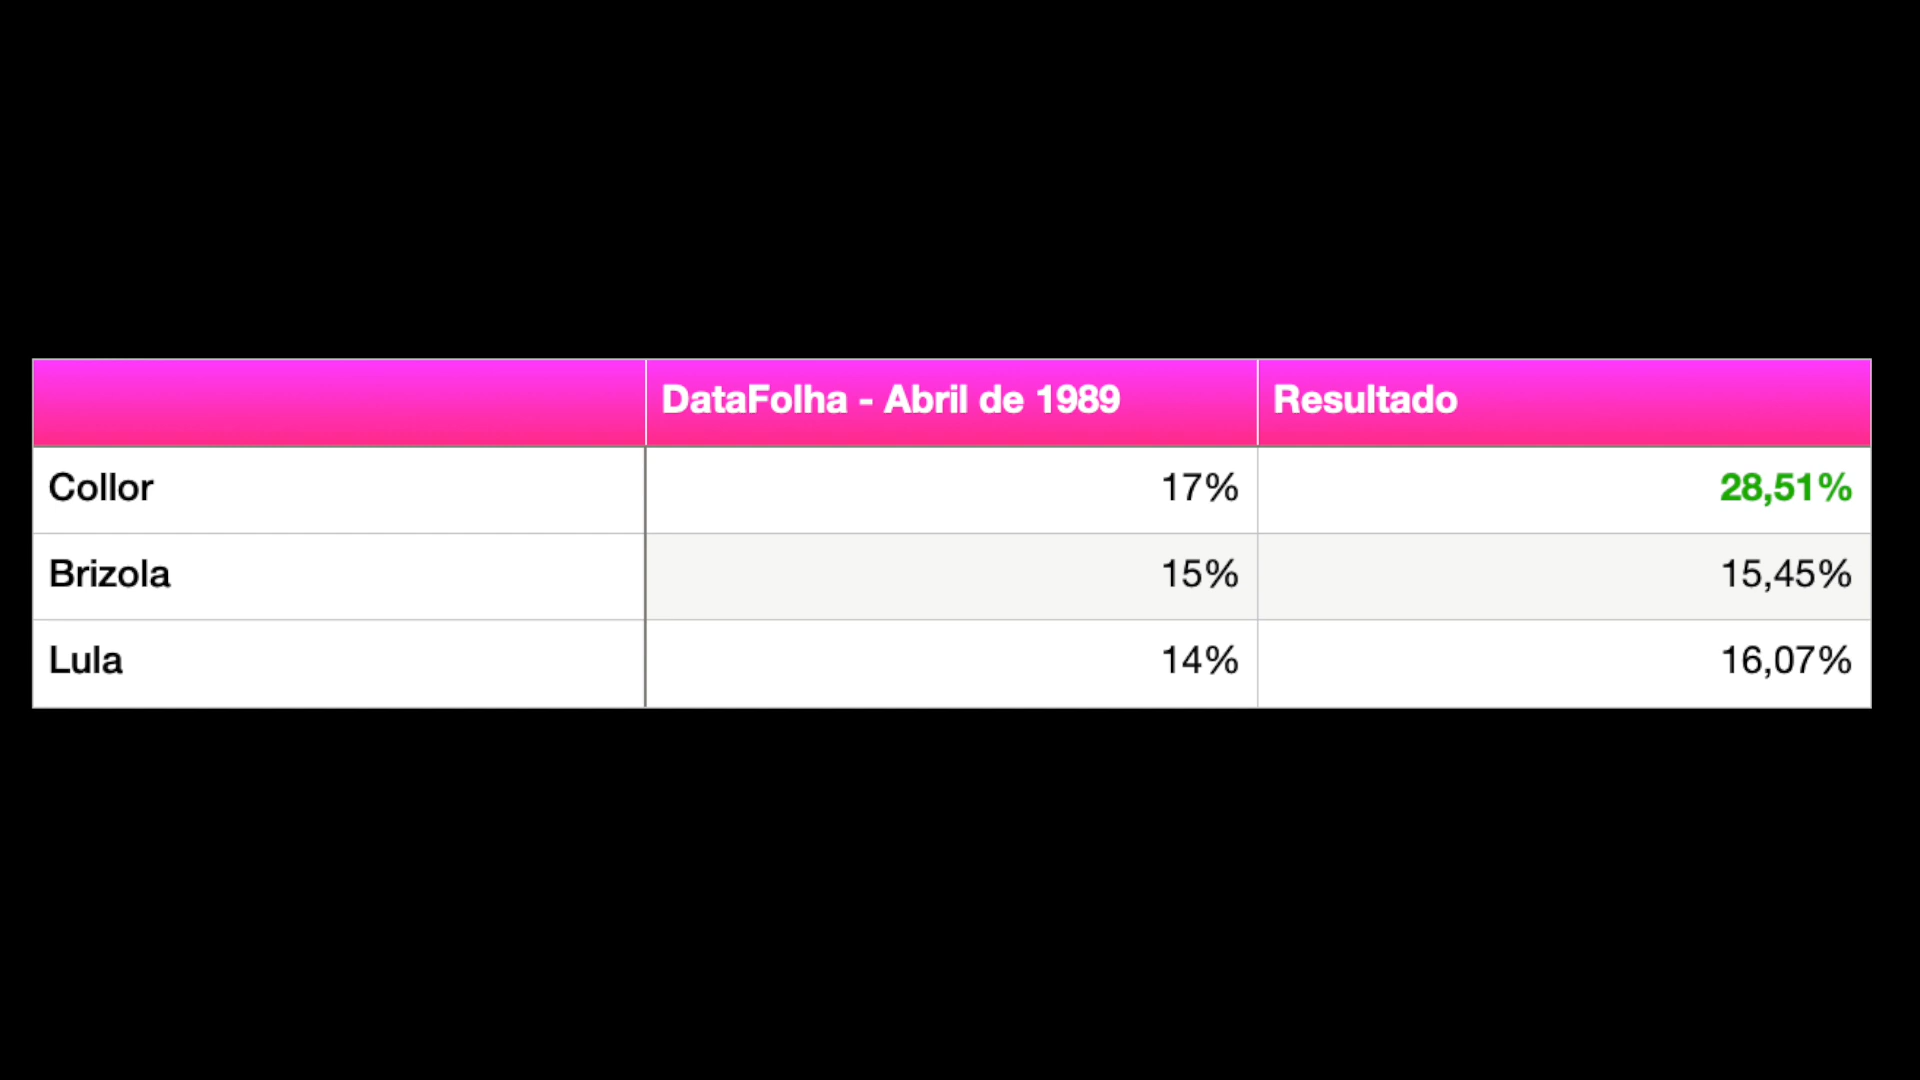 DataFolha - Abril de 1989 Resultado
Collor 17% 28,51%
Brizola 15% 15,45%
Lula 14% 16,07%